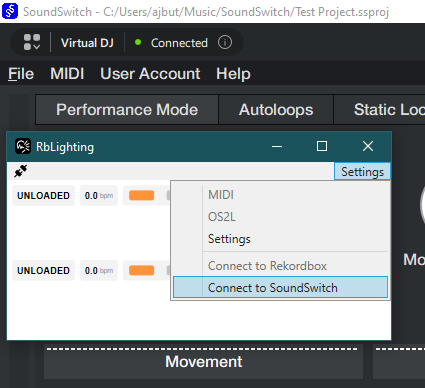 SoundSwitch - C:/Users/ajbut/Music/SoundSwitch/Test Project.ssproj
Virtual DJ Connected
File MIDI User Account Help
Performance Mode Autoloops Static Loo
RbLighting
Settings
UNLOADED 0.0 bpm
MIDI
OS2L
Settings
UNLOADED 0.0 bpm
Connect to Rekordbox
Connect to SoundSwitch
Mo
Movement